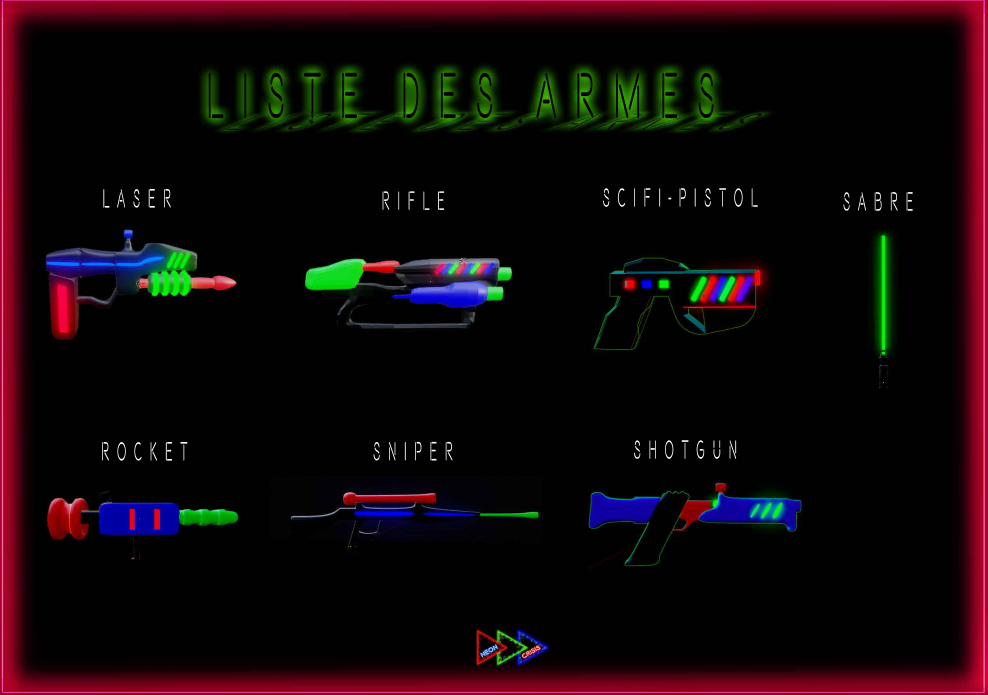 LISTE DES ARMES
LASER
RIFLE
SCIFI-PISTOL
SABRE
ROCKET
SNIPER
SHOTGUN
NEON
CRISIS